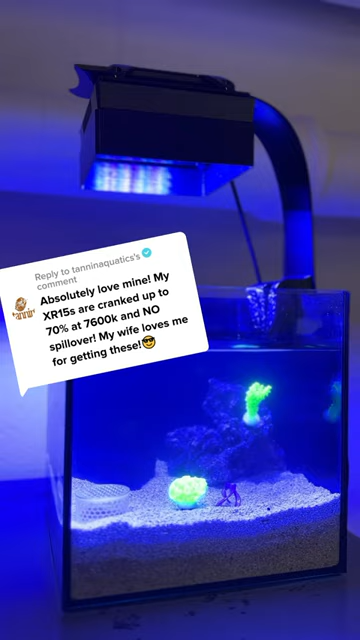 Reply to tanninaquatics's
comment
Absolutely love mine! My
XR15s are cranked up to
70% at 7600k and NO
spillover! My wife loves me
for getting these!😎